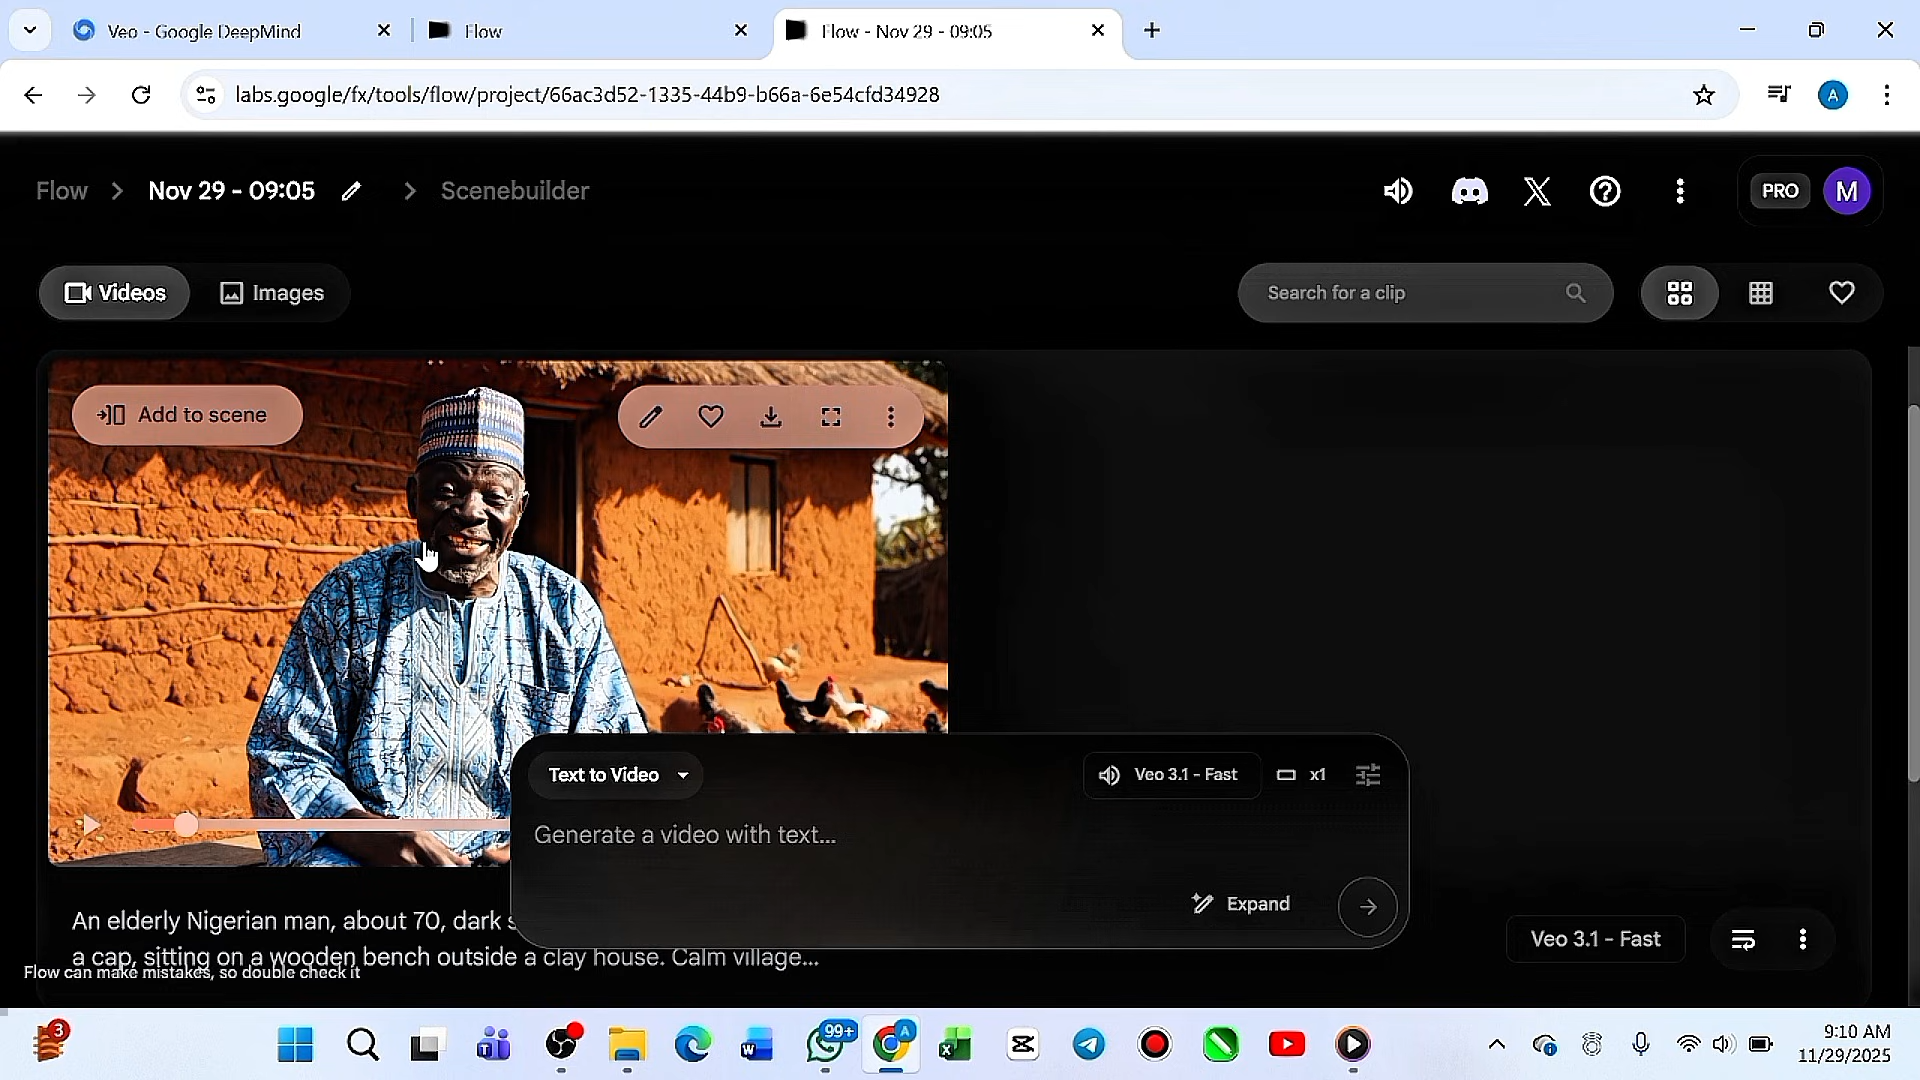 Veo - Google DeepMind
Flow
Flow - Nov 29 - 09:05
labs.google/fx/tools/flow/project/66ac3d52-1335-44b9-b66a-6e54cfd34928
A
Flow
Nov 29 - 09:05
Scenebuilder
PRO
M
Videos
Images
Search for a clip
Add to scene
Text to Video
Veo 3.1 - Fast
x1
Generate a video with text...
Expand
An elderly Nigerian man, about 70, dark s
a cap, sitting on a wooden bench outside a clay house. Calm village...
Flow can make mistakes, so double check it
Veo 3.1 - Fast
3
99+
A
9:10 AM
11/29/2025